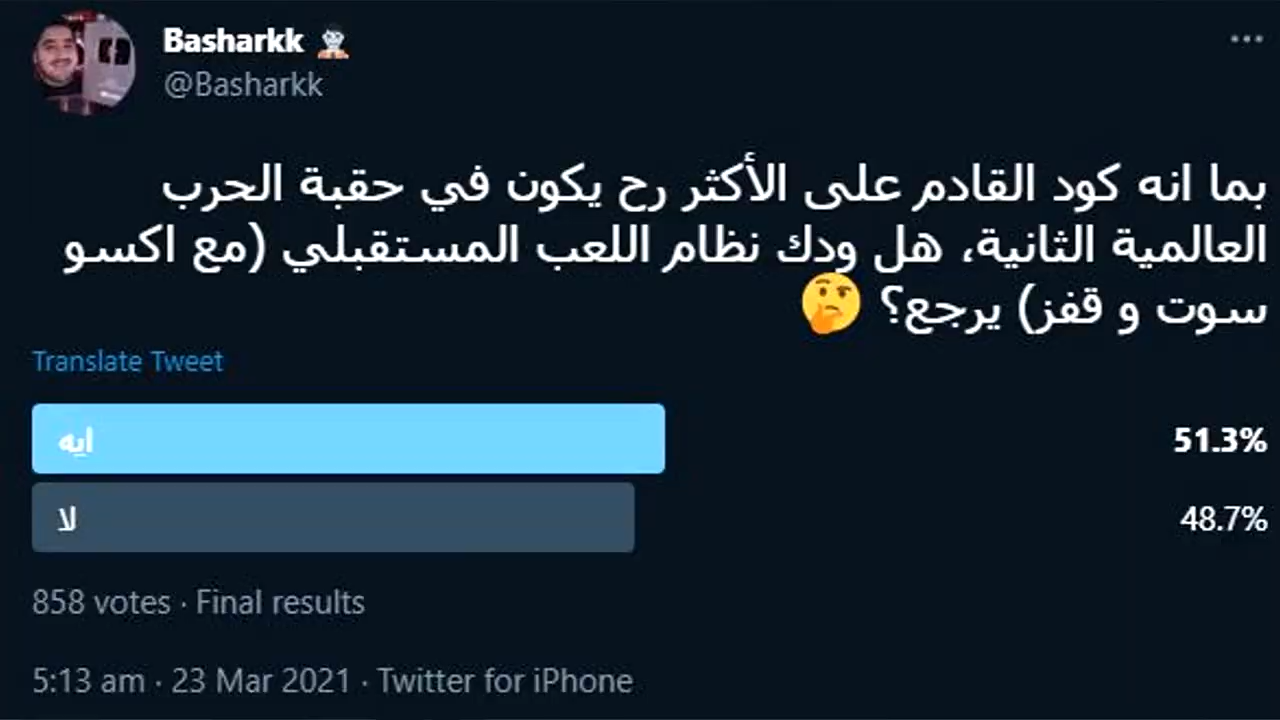 Basharkk
@Basharkk
بما انه كود القادم على الأكثر رح يكون في حقبة الحرب
العالمية الثانية، هل ودك نظام اللعب المستقبلي (مع اكسو
سوت و قفز) يرجع؟ 🤔
Translate Tweet
ايه 51.3%
لا 48.7%
858 votes · Final results
5:13 am · 23 Mar 2021 · Twitter for iPhone